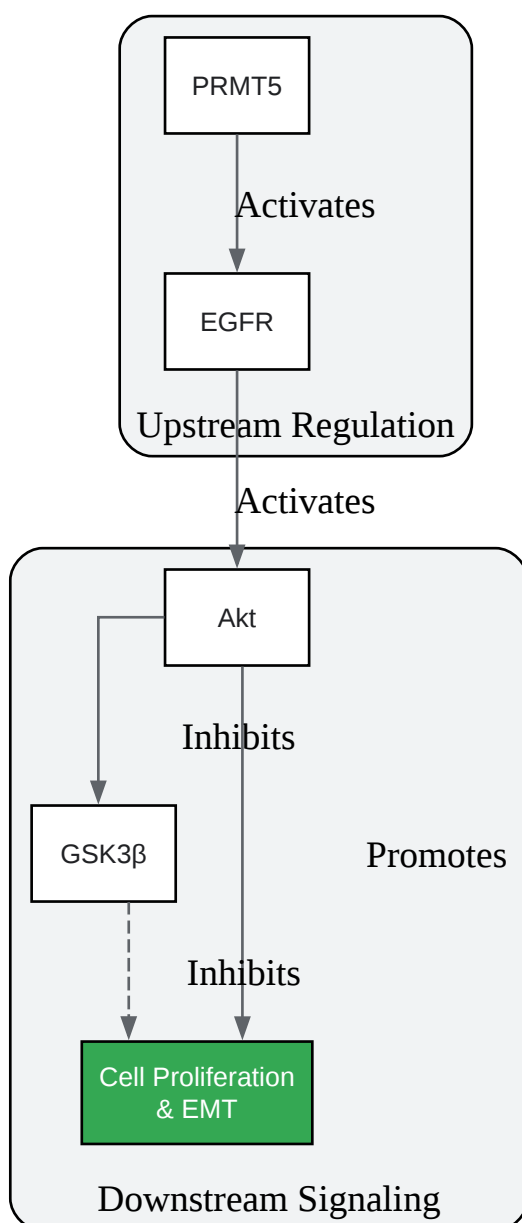 PRMT5
Activates
EGFR
Upstream Regulation
Activates
Akt
Inhibits
GSK3β
Promotes
Inhibits
Cell Proliferation
& EMT
Downstream Signaling